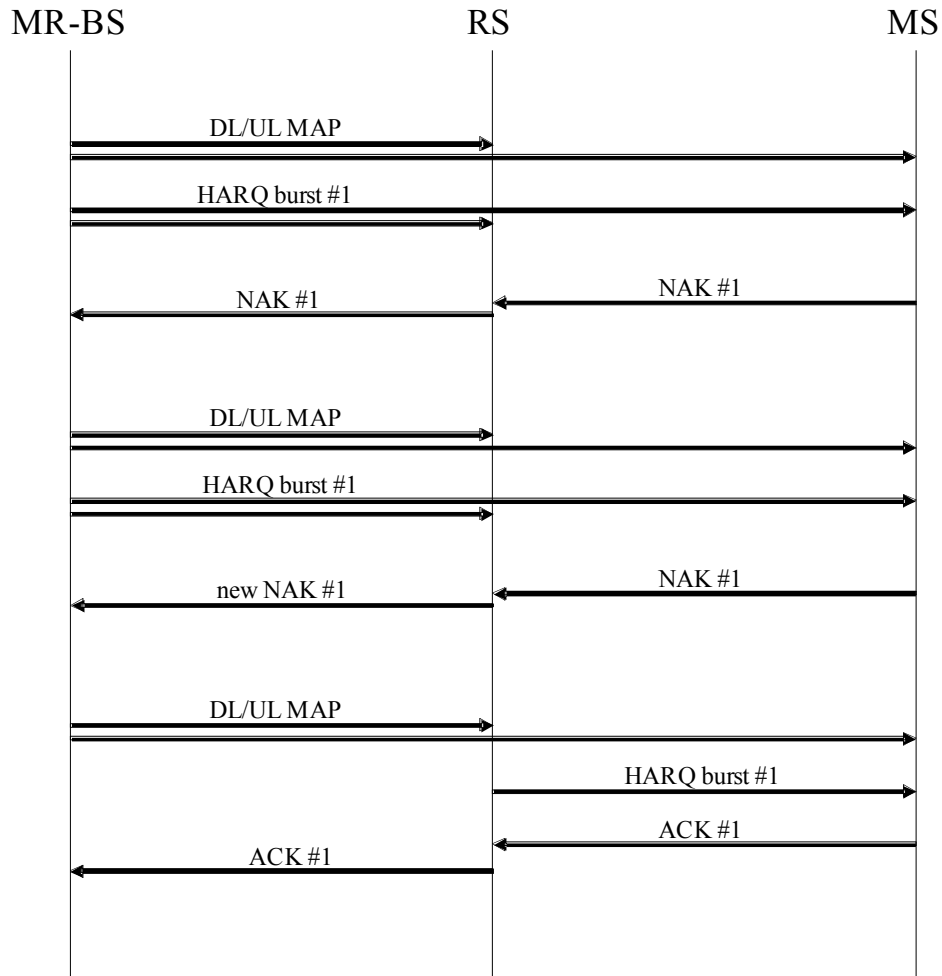 MR-BS RS MS
DL/UL MAP
HARQ burst #1
NAK #1
NAK #1
DL/UL MAP
HARQ burst #1
NAK #1
new NAK #1
DL/UL MAP
HARQ burst #1
ACK #1
ACK #1